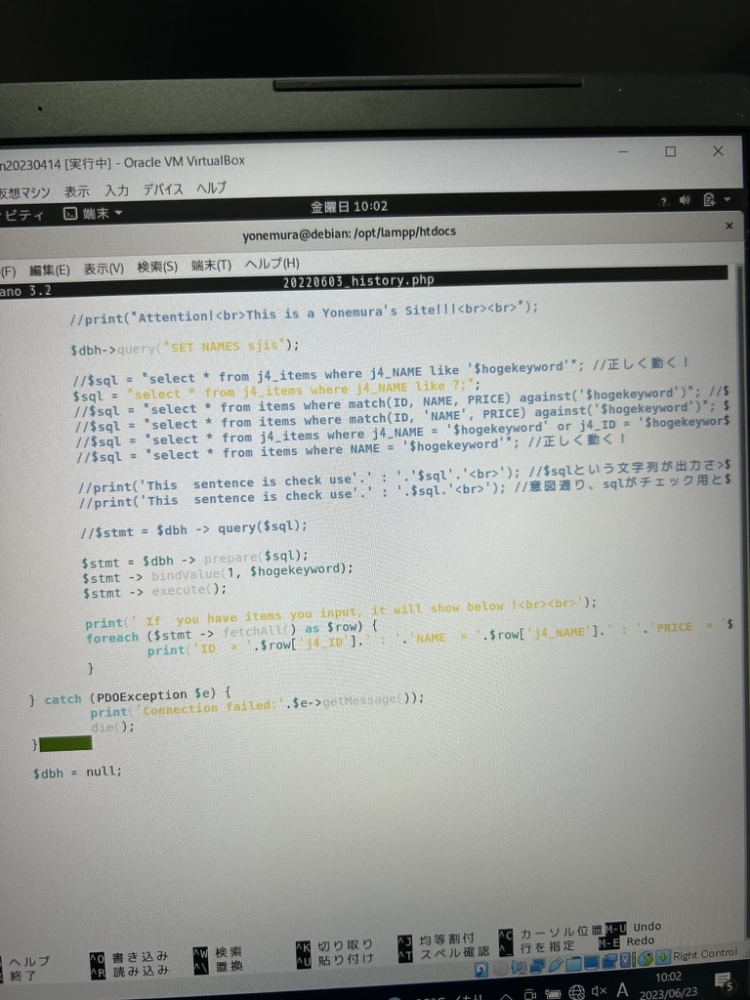 n20230414 [実行中] - Oracle VM VirtualBox
仮想マシン 表示 入力 デバイス ヘルプ
ビティ 端末 金曜日 10:02
yonemura@debian: /opt/lampp/htdocs
(F) 編集(E) 表示(V) 検索(S) 端末(T) ヘルプ(H)
ano 3.2 20220603_history.php
//print("Attention!<br>This is a Yonemura's Site!!!<br><br>");
$dbh->query("SET NAMES sjis");
//$sql = "select * from j4_items where j4_NAME like '$hogekeyword'"; //正しく動く！
$sql = "select * from j4_items where j4_NAME like ?;";
//$sql = "select * from items where match(ID, NAME, PRICE) against('$hogekeyword')"; //$
//$sql = "select * from items where match(ID, 'NAME', PRICE) against('$hogekeyword')"; $
//$sql = "select * from j4_items where j4_NAME = '$hogekeyword' or j4_ID = '$hogekeywor$
//$sql = "select * from items where NAME = '$hogekeyword'"; //正しく動く！
//print('This  sentence is check use'.' : '.'$sql'.'<br>'); //$sqlという文字列が出力さ>$
//print('This  sentence is check use'.' : '.$sql.'<br>'); //意図通り、sqlがチェック用と$
//$stmt = $dbh -> query($sql);
$stmt = $dbh -> prepare($sql);
$stmt -> bindValue(1, $hogekeyword);
$stmt -> execute();
print(' If  you have items you input, it will show below !<br><br>');
foreach ($stmt -> fetchAll() as $row) {
print('ID  = '.$row['j4_ID'].' : '.'NAME  = '.$row['j4_NAME'].' : '.'PRICE  = '$
}
} catch (PDOException $e) {
print('Connection failed:'.$e->getMessage());
die();
}
$dbh = null;
ヘルプ ^O 書き込み ^W 検索 ^K 切り取り ^J 均等割付 ^C カーソル位置 M-U Undo
終了 ^R 読み込み ^\ 置換 ^U 貼り付け ^T スペル確認 ^_ 行を指定 M-E Redo
Right Control
A 10:02
2023/06/23
5